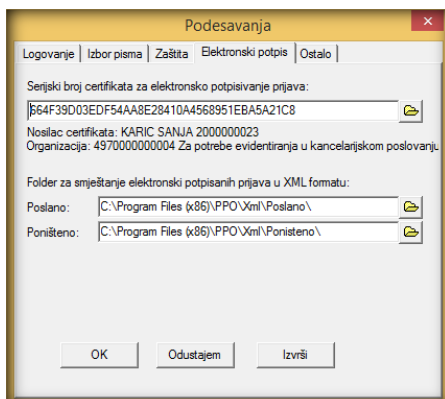 Podesavanja
Logovanje Izbor pisma Zaštita Elektronski potpis Ostalo
Serijski broj certifikata za elektronsko potpisivanje prijava:
664F39D03EDF54AA8E28410A4568951EBA5A21C8
Nosilac certifikata: KARIC SANJA 2000000023
Organizacija: 4970000000004 Za potrebe evidentiranja u kancelarijskom poslovanju
Folder za smještanje elektronski potpisanih prijava u XML formatu:
Poslano: C:\Program Files (x86)\PPO\Xml\Poslano\
Poništeno: C:\Program Files (x86)\PPO\Xml\Ponisteno\
OK Odustajem Izvrši